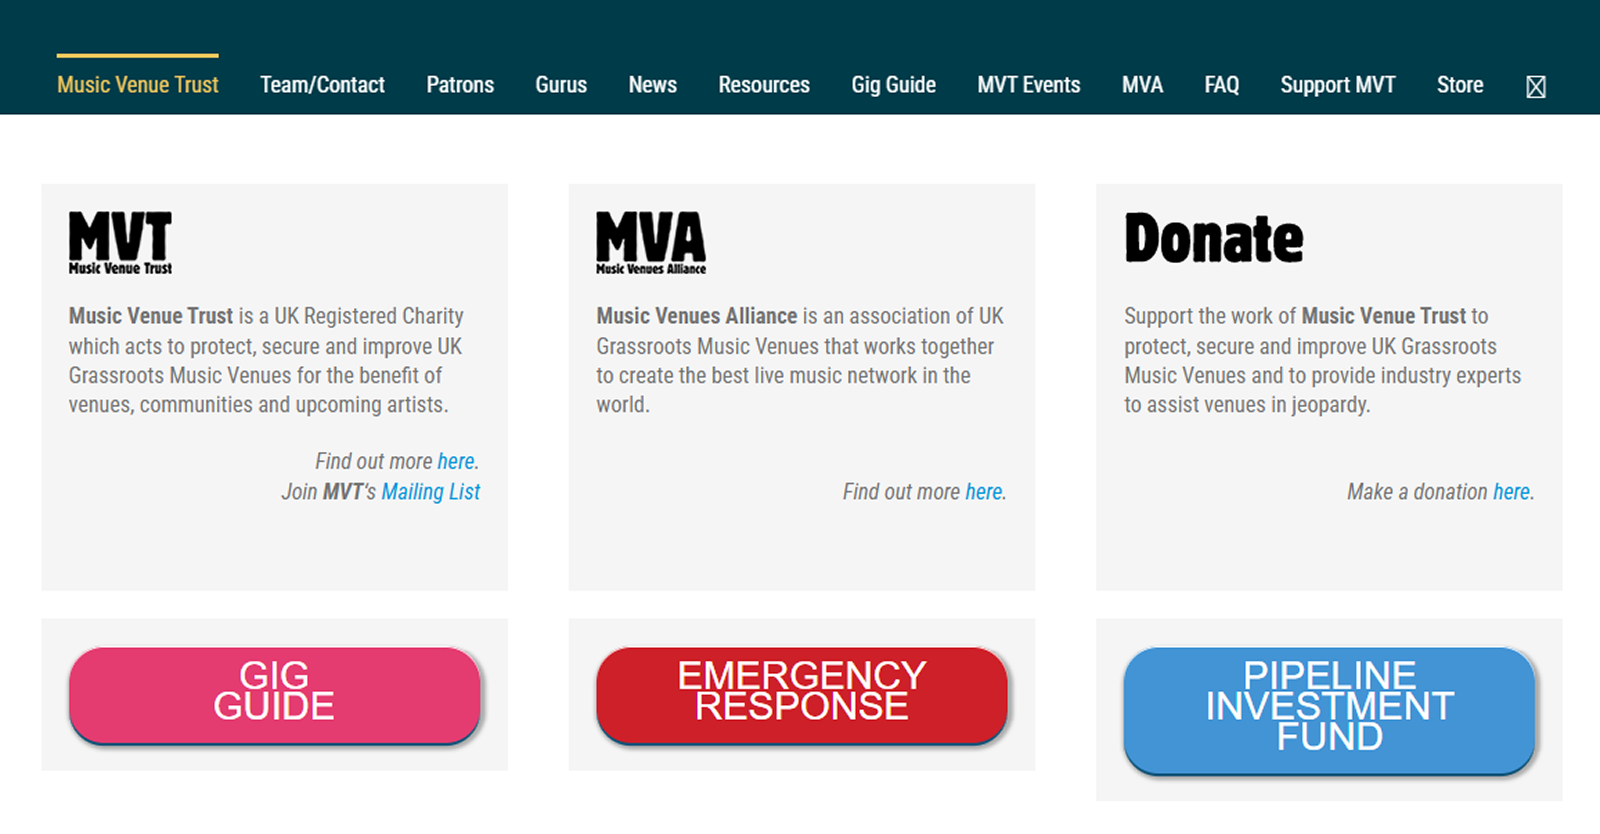 Music Venue Trust Team/Contact Patrons Gurus News Resources Gig Guide MVT Events MVA FAQ Support MVT Store
MVT
Music Venue Trust
Music Venue Trust is a UK Registered Charity
which acts to protect, secure and improve UK
Grassroots Music Venues for the benefit of
venues, communities and upcoming artists.
Find out more here.
Join MVT's Mailing List
MVA
Music Venues Alliance
Music Venues Alliance is an association of UK
Grassroots Music Venues that works together
to create the best live music network in the
world.
Find out more here.
Donate
Support the work of Music Venue Trust to
protect, secure and improve UK Grassroots
Music Venues and to provide industry experts
to assist venues in jeopardy.
Make a donation here.
GIG
GUIDE
EMERGENCY
RESPONSE
PIPELINE
INVESTMENT
FUND